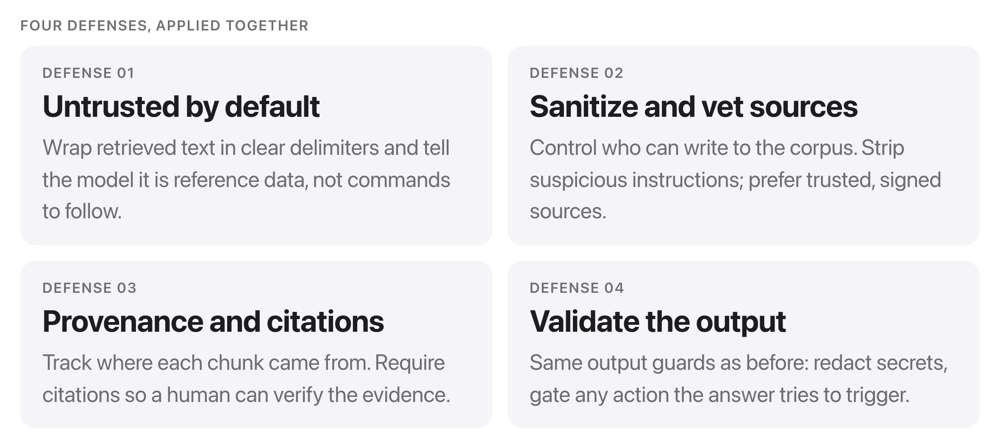 FOUR DEFENSES, APPLIED TOGETHER
DEFENSE 01
Untrusted by default
Wrap retrieved text in clear delimiters and tell
the model it is reference data, not commands
to follow.
DEFENSE 02
Sanitize and vet sources
Control who can write to the corpus. Strip
suspicious instructions; prefer trusted, signed
sources.
DEFENSE 03
Provenance and citations
Track where each chunk came from. Require
citations so a human can verify the evidence.
DEFENSE 04
Validate the output
Same output guards as before: redact secrets,
gate any action the answer tries to trigger.